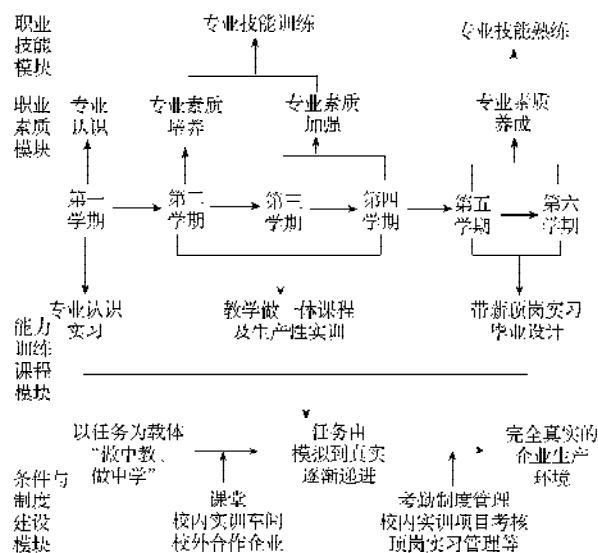 职业
技能
模块
专业技能训练
专业技能熟练
职业
素质
模块
专业
认识
专业素质
培养
专业素质
加强
专业素质
养成
第一
学期
第二
学期
第三
学期
第四
学期
第五
学期
第六
学期
能力
训练
课程
模块
专业认识
实习
教学做一体课程
及生产性实训
带薪顶岗实习
毕业设计
条件与
制度
建设
模块
以任务为载体
“做中教、
做中学”
任务由
模拟到真实
逐渐递进
完全真实的
企业生产
环境
课堂
校内实训车间
校外合作企业
考勤制度管理
校内实训项目考核
顶岗实习管理等